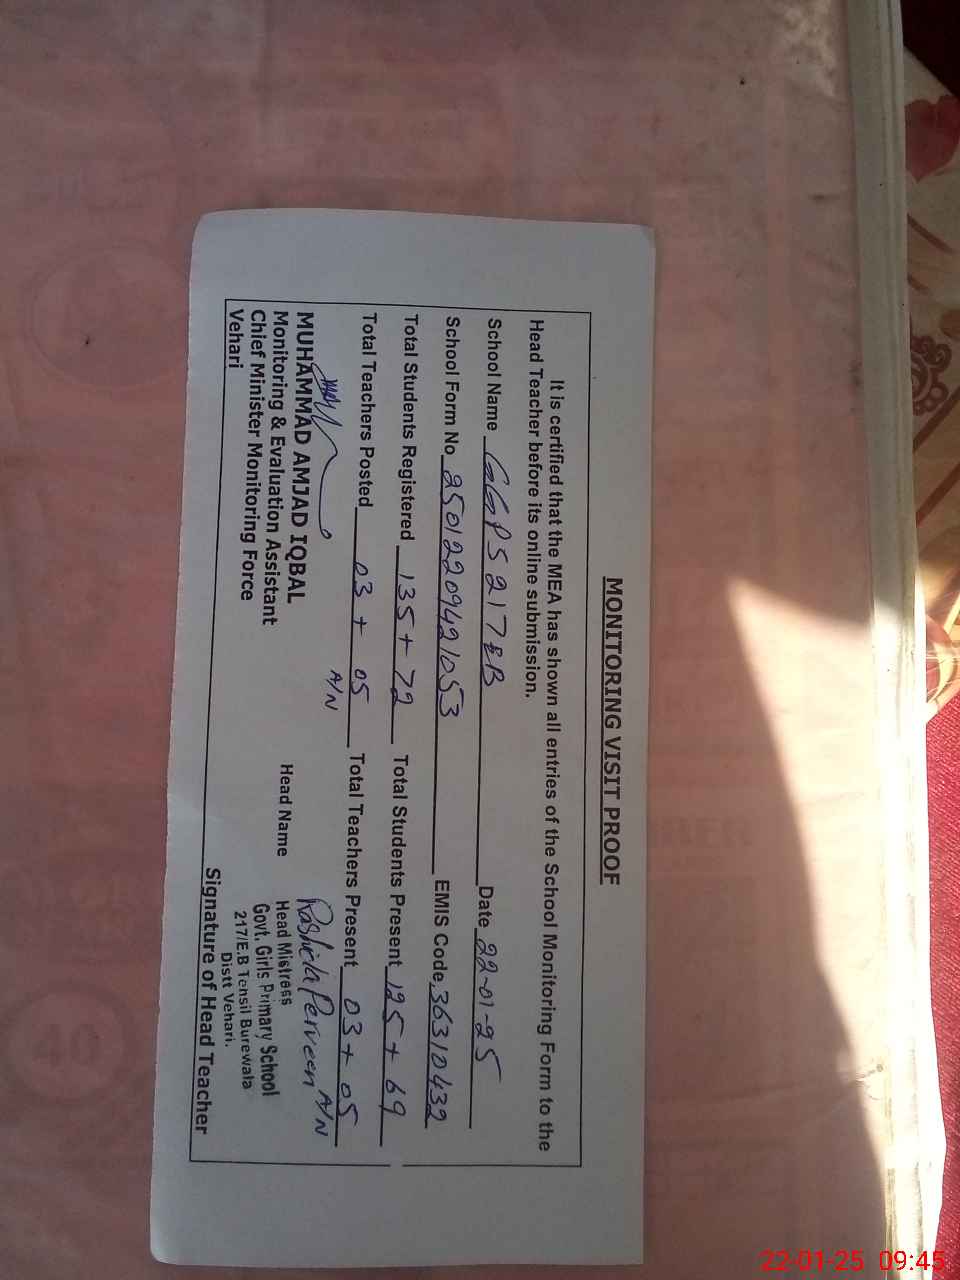 MONITORING VISIT PROOF
It is certified that the MEA has shown all entries of the School Monitoring Form to the
Head Teacher before its online submission.
School Name GGPS 217 EB Date 22-01-25
School Form No 25012209421053 EMIS Code 36310432
Total Students Registered 135 + 72 Total Students Present 125 + 69
Total Teachers Posted 03 + 05 Total Teachers Present 03 + 05
A/N A/N
MUHAMMAD AMJAD IQBAL
Monitoring & Evaluation Assistant
Chief Minister Monitoring Force
Vehari
Head Name Rashida Perveen
Head Mistress
Govt. Girls Primary School
217/E.B Tehsil Burewala
Distt Vehari.
Signature of Head Teacher
22-01-25 09:45